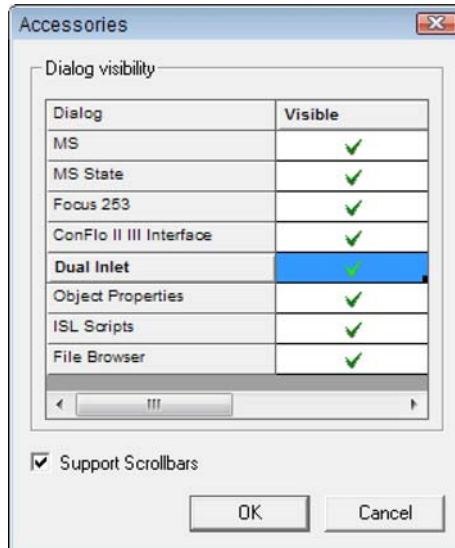 Accessories
Dialog visibility
Dialog Visible
MS
MS State
Focus 253
ConFlo II III Interface
Dual Inlet
Object Properties
ISL Scripts
File Browser
Support Scrollbars
OK Cancel